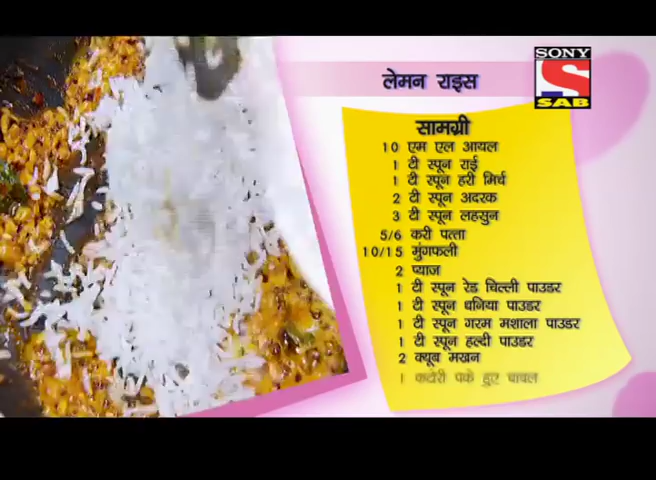 SONY
S
SAB
लेमन राइस
सामग्री
10 एम एल आयल
1 टी स्पून राई
1 टी स्पून हरी मिर्च
2 टी स्पून अदरक
3 टी स्पून लहसुन
5/6 करी पत्ता
10/15 मुंगफली
2 प्याज
1 टी स्पून रेड चिल्ली पाउडर
1 टी स्पून धनिया पाउडर
1 टी स्पून गरम मशाला पाउडर
1 टी स्पून हल्दी पाउडर
2 क्यूब मखन
1 कटोरी पके हुए चावल